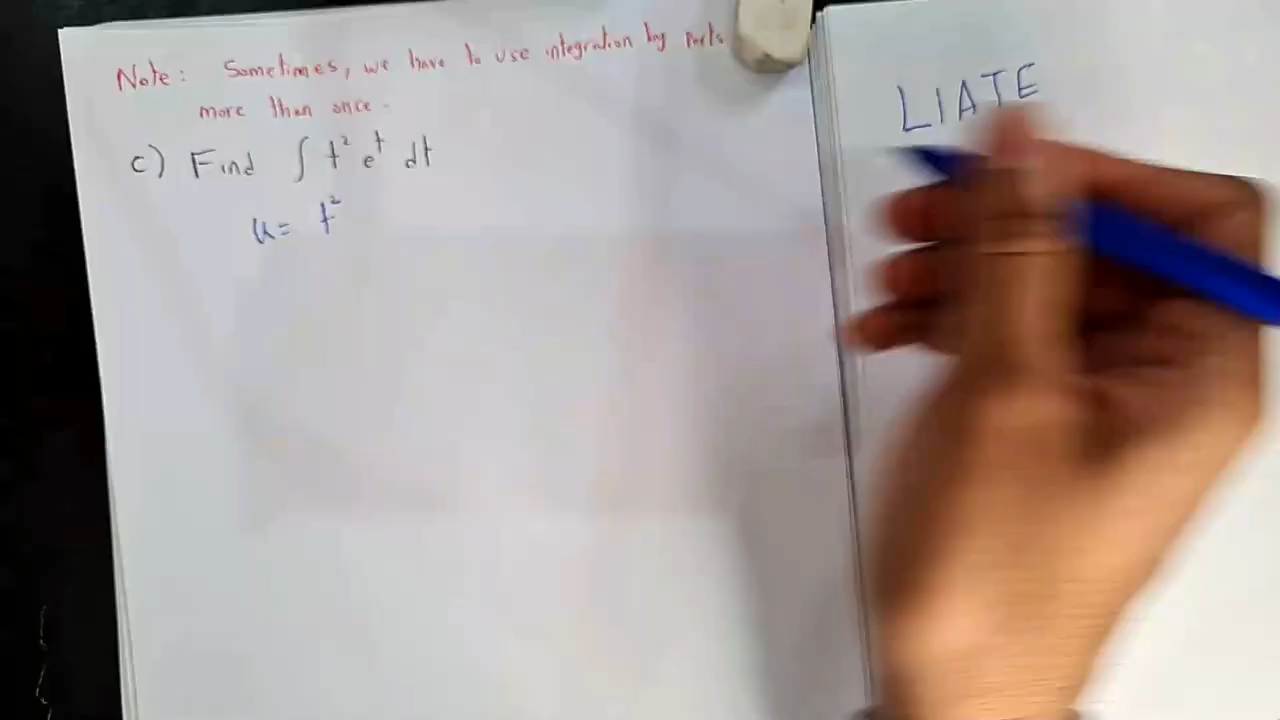 Note: Sometimes, we have to use integration by parts
more than once.
c) Find ∫ t² eᵗ dt
u = t²
LIATE